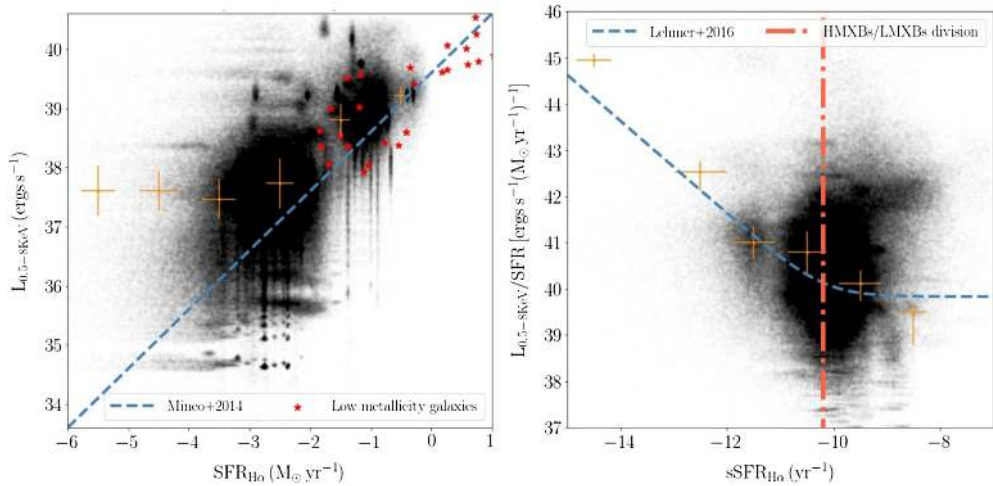 40
39
38
37
36
35
34
L0.5−8KeV (ergs s−1)
Mineo+2014
Low metallicity galaxies
−6 −5 −4 −3 −2 −1 0 1
SFRHα (M⊙ yr−1)
Lehmer+2016
HMXBs/LMXBs division
46
45
44
43
42
41
40
39
38
37
L0.5−8KeV/SFR [ergs s−1(M⊙ yr−1)−1]
−14 −12 −10 −8
sSFRHα (yr−1)